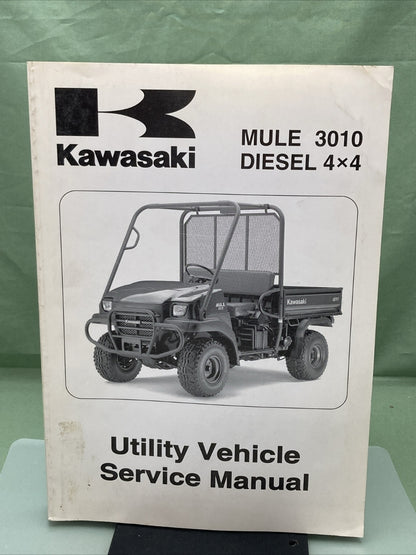 Kawasaki
MULE 3010
DIESEL 4×4
Kawasaki
Utility Vehicle
Service Manual